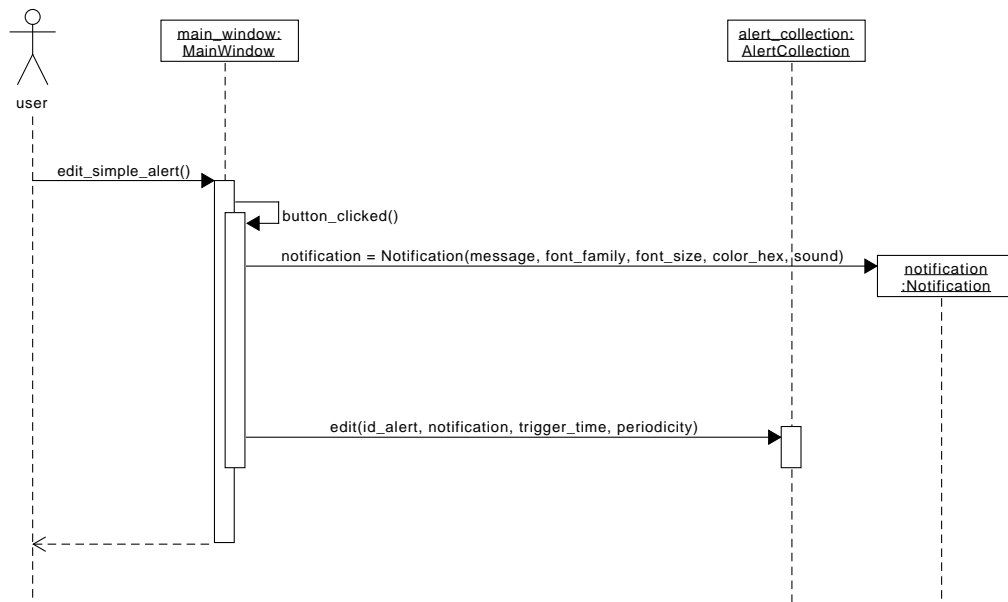 main_window:
MainWindow
alert_collection:
AlertCollection
user
edit_simple_alert()
button_clicked()
notification = Notification(message, font_family, font_size, color_hex, sound)
notification
:Notification
edit(id_alert, notification, trigger_time, periodicity)